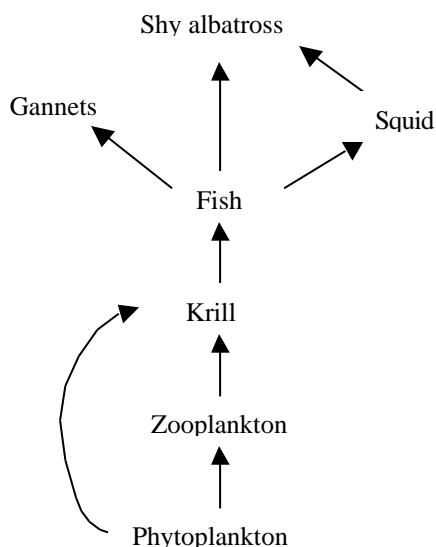 Shy albatross
Gannets
Squid
Fish
Krill
Zooplankton
Phytoplankton